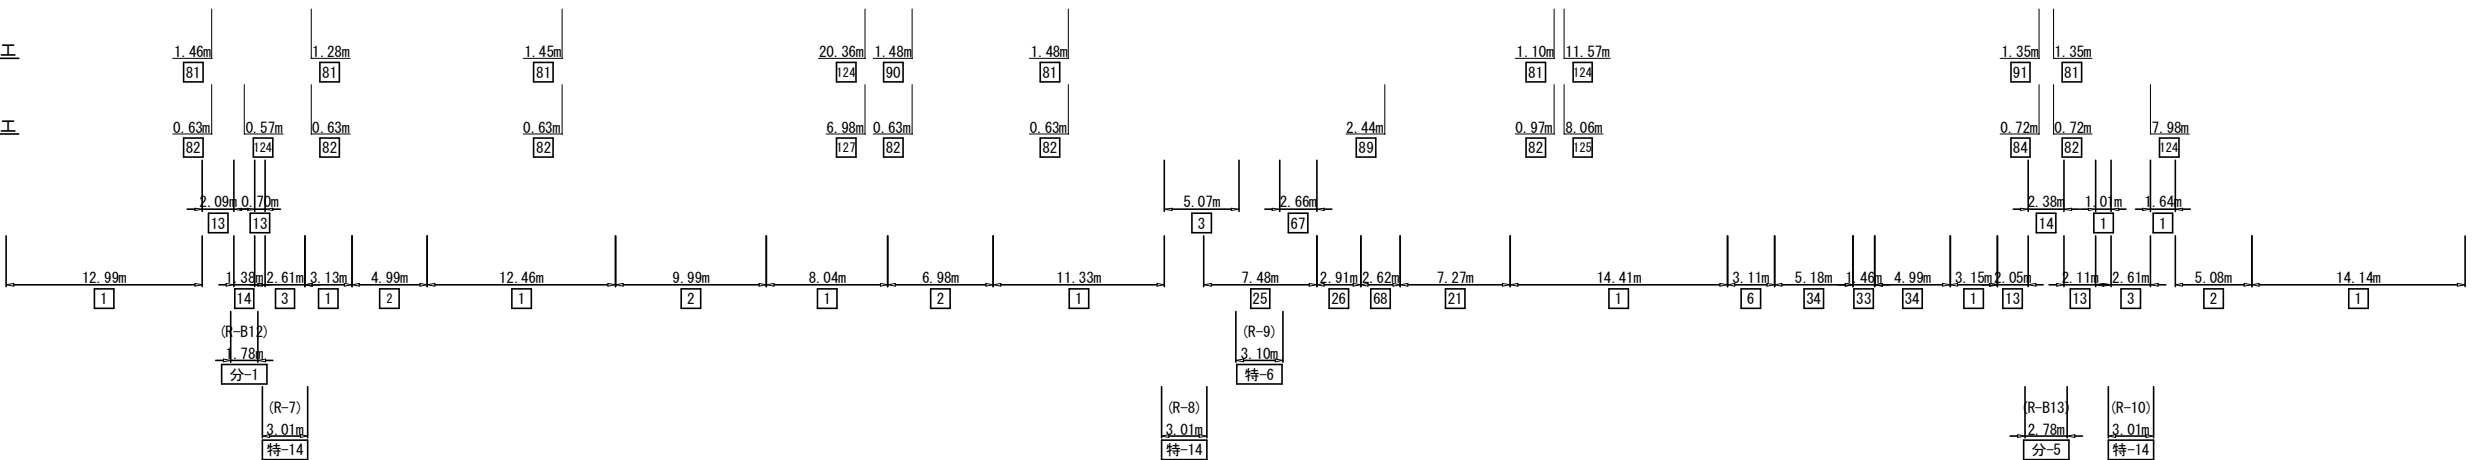 工 1.46m 1.28m 1.45m 20.36m 1.48m 1.48m 1.10m 11.57m 1.35m 1.35m
81 81 81 124 90 81 81 124 91 81
工 0.63m 0.57m 0.63m 0.63m 6.98m 0.63m 0.63m 2.44m 0.97m 8.06m 0.72m 0.72m 7.98m
82 124 82 82 127 82 82 89 82 125 84 82 124
2.09m 0.70m 5.07m 2.66m 2.38m 1.01m 1.64m
13 13 3 67 14 1 1
12.99m 1.38m 2.61m 3.13m 4.99m 12.46m 9.99m 8.04m 6.98m 11.33m 7.48m 2.91m 2.62m 7.27m 14.41m 3.11m 5.18m 1.46m 4.99m 3.15m 2.05m 2.11m 2.61m 5.08m 14.14m
1 14 3 1 2 1 2 1 2 1 25 26 68 21 1 6 34 33 34 1 13 13 3 2 1
(R-B12) (R-9)
1.78m 3.10m
分-1 特-6
(R-7) (R-8) (R-B13) (R-10)
3.01m 3.01m 2.78m 3.01m
特-14 特-14 分-5 特-14